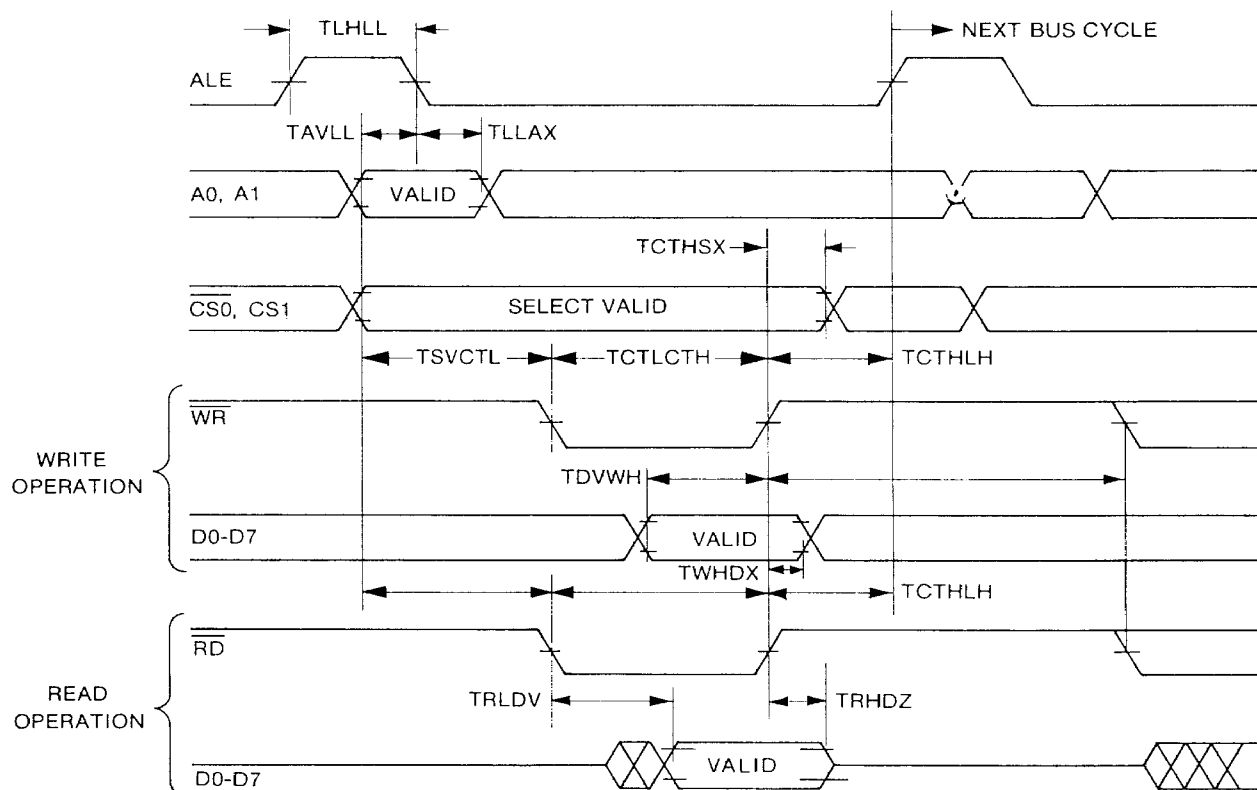 TLHLL
NEXT BUS CYCLE
ALE
TAVLL
TLLAX
A0, A1
VALID
TCTHSX
CS0, CS1
SELECT VALID
TSVCTL
TCTLCTH
TCTHLH
WR
WRITE
OPERATION
TDVWH
D0-D7
VALID
TWHDX
TCTHLH
RD
READ
OPERATION
TRLDV
TRHDZ
D0-D7
VALID